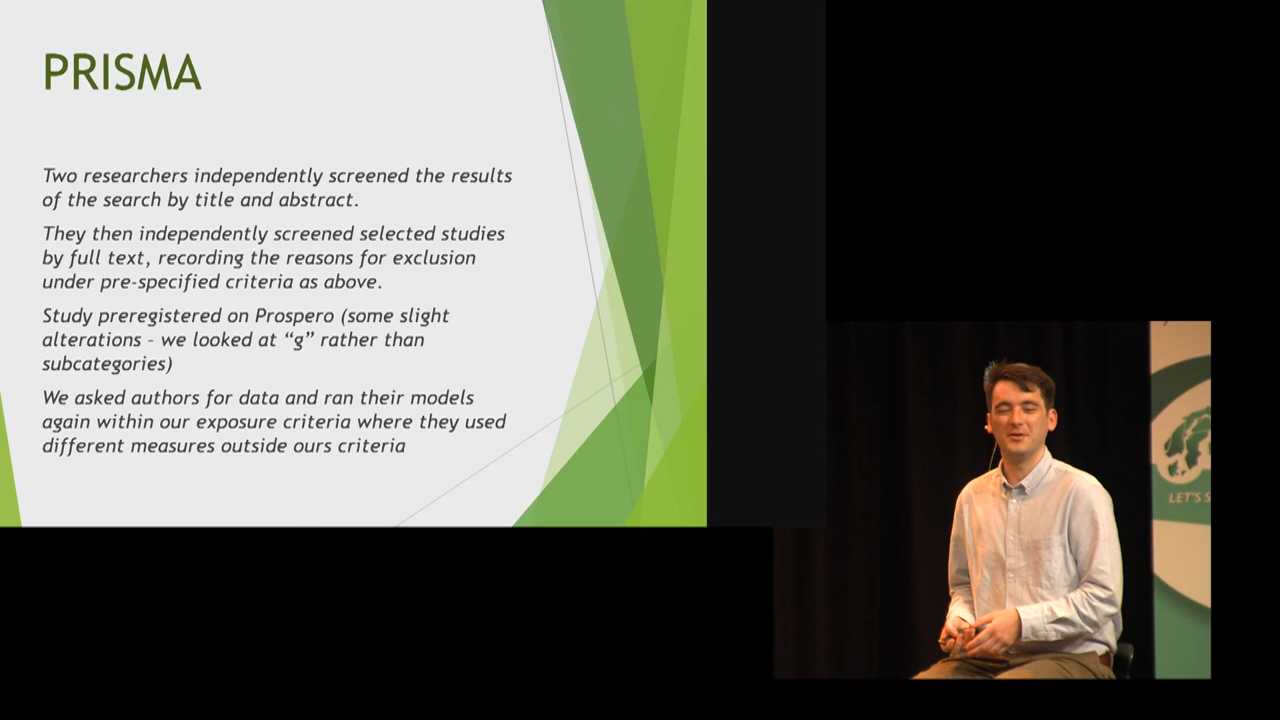 PRISMA
Two researchers independently screened the results
of the search by title and abstract.
They then independently screened selected studies
by full text, recording the reasons for exclusion
under pre-specified criteria as above.
Study preregistered on Prospero (some slight
alterations – we looked at “g” rather than
subcategories)
We asked authors for data and ran their models
again within our exposure criteria where they used
different measures outside ours criteria
LET'S